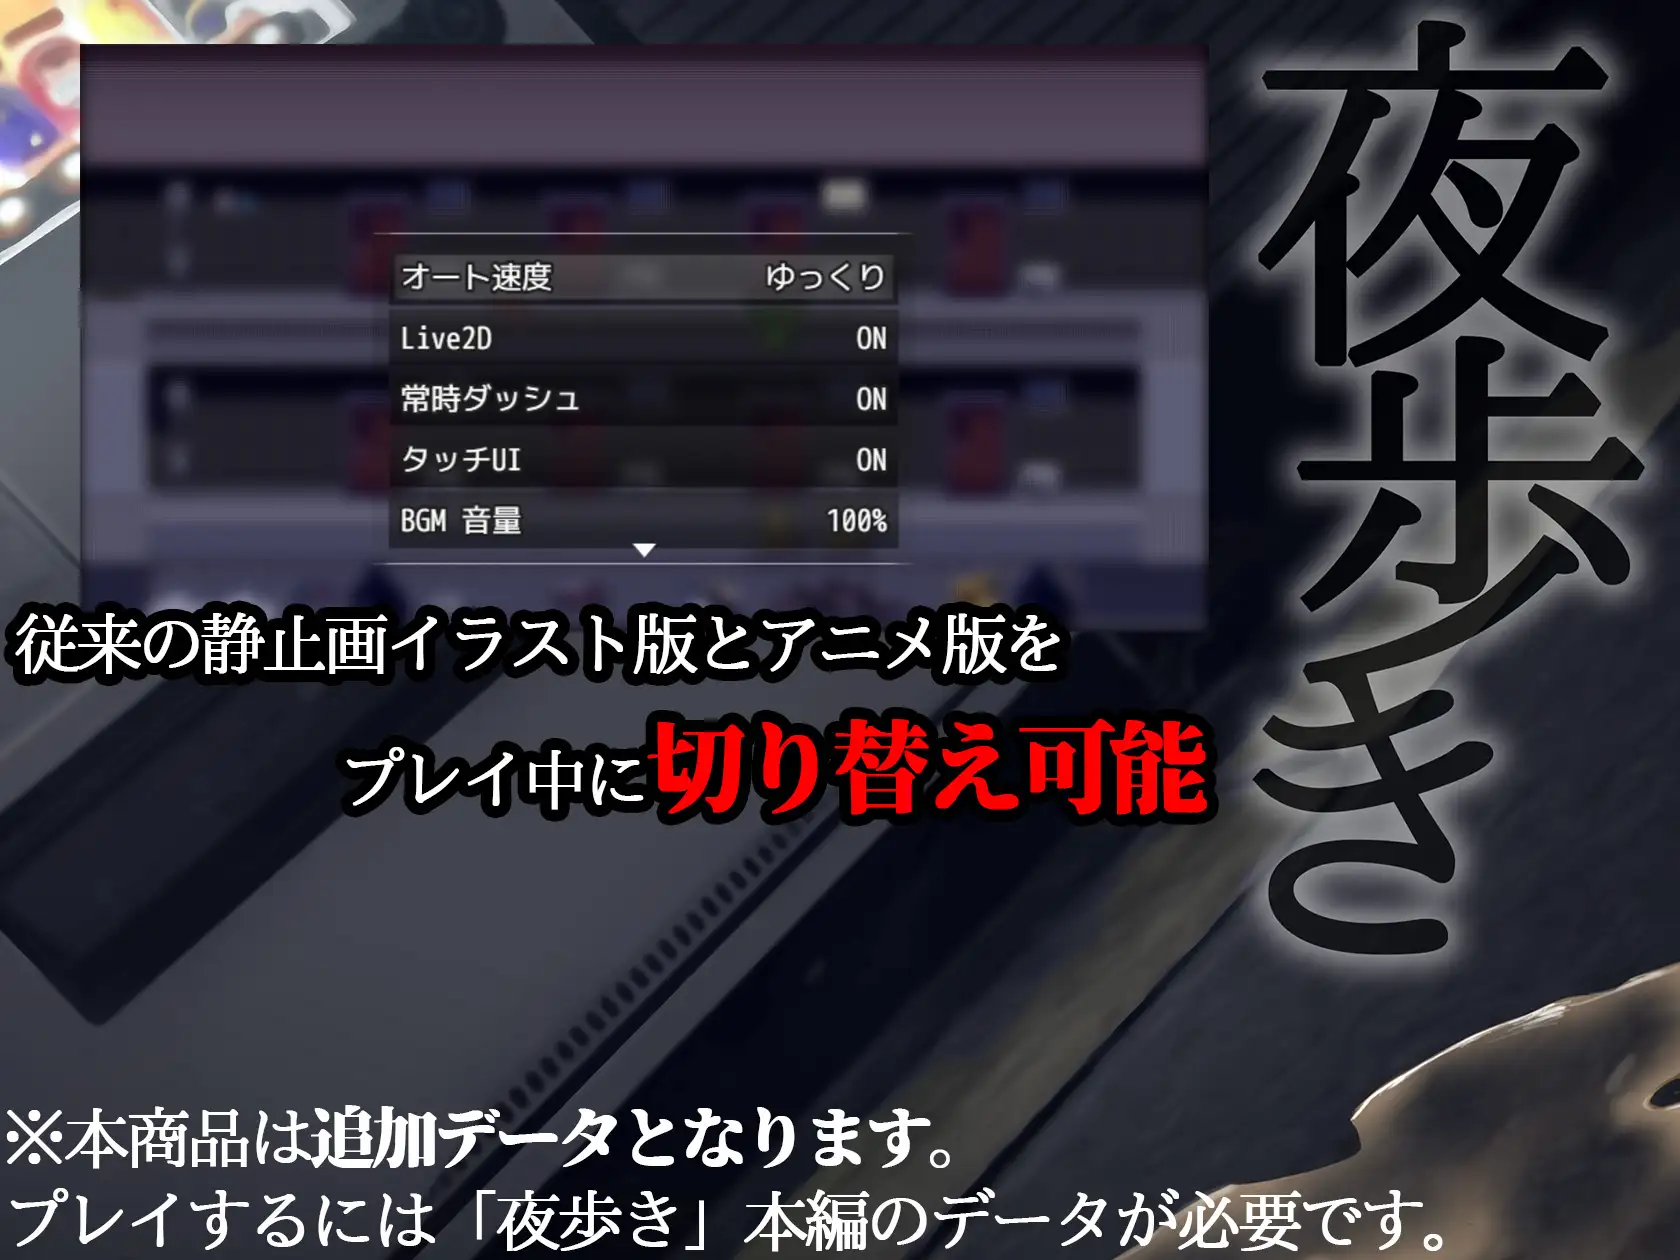 夜歩き
オート速度 ゆっくり
Live2D ON
常時ダッシュ ON
タッチUI ON
BGM 音量 100%
従来の静止画イラスト版とアニメ版を
プレイ中に切り替え可能
※本商品は追加データとなります。
プレイするには「夜歩き」本編のデータが必要です。